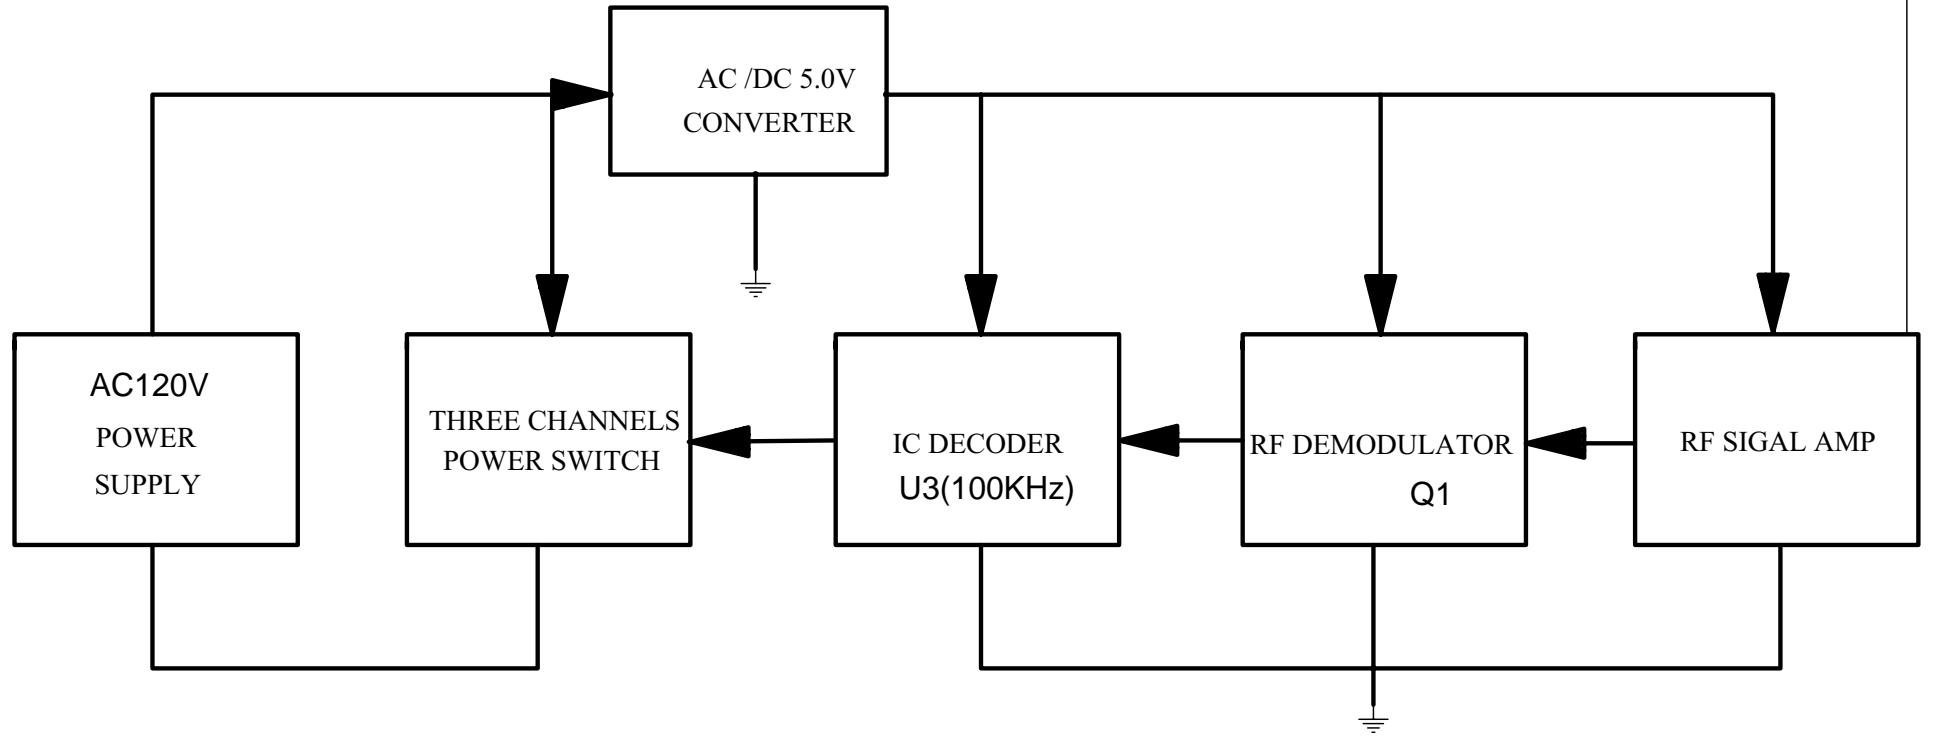 AC /DC 5.0V
CONVERTER
AC120V
POWER
SUPPLY
THREE CHANNELS
POWER SWITCH
IC DECODER
U3(100KHz)
RF DEMODULATOR
Q1
RF SIGAL AMP